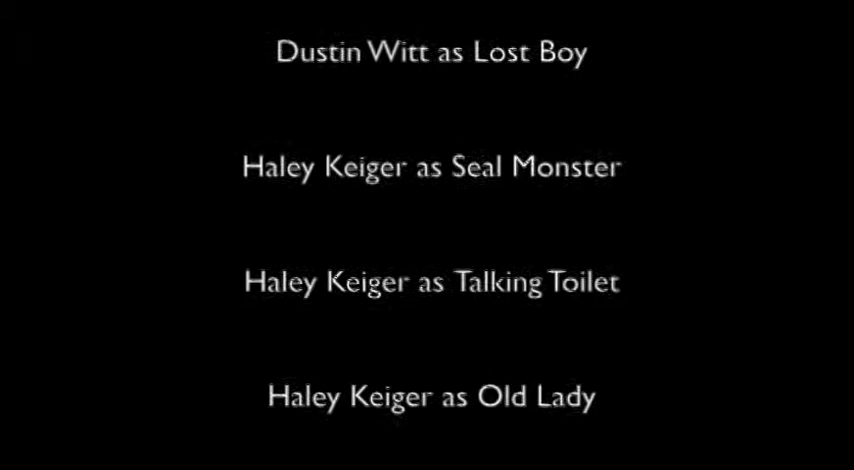 Dustin Witt as Lost Boy
Haley Keiger as Seal Monster
Haley Keiger as Talking Toilet
Haley Keiger as Old Lady